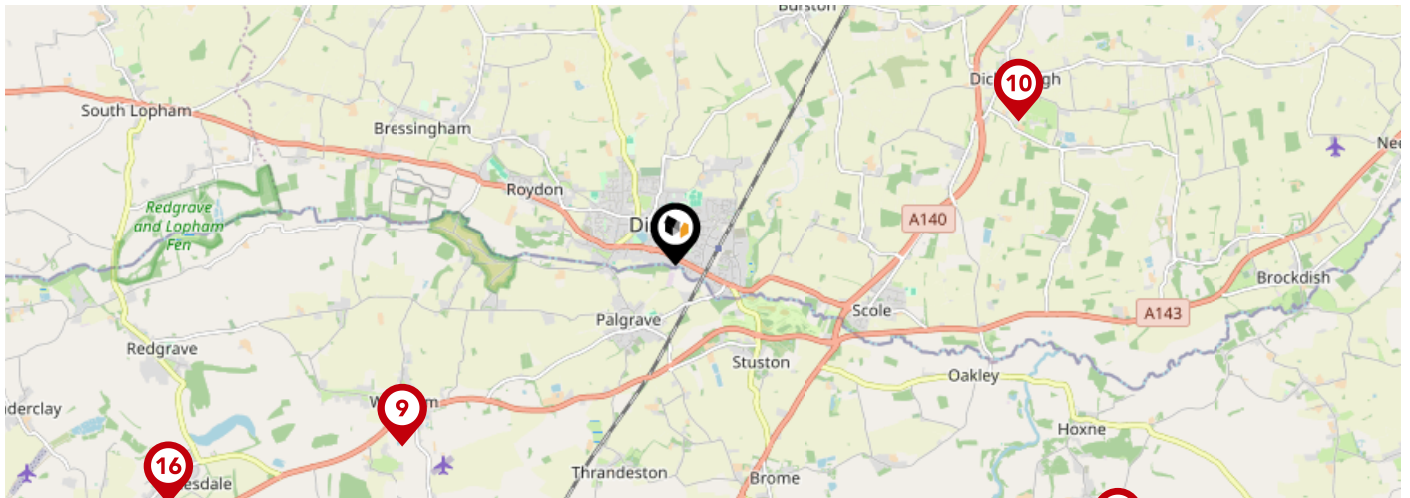 South Lopham
Bressingham
10
Roydon
Redgrave
and Lopham
Fen
A140
Brockdish
A143
Scole
Palgrave
Redgrave
Stuston
Oakley
9
Hoxne
16
Thrandeston
Brome